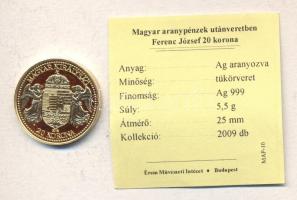 MAGYAR KIRÁLYSÁG
20 KORONA
Magyar aranypénzek utánveretben
Ferenc József 20 korona
Anyag: Ag aranyozva
Minőség: tükörveret
Finomság: Ag 999
Súly: 5,5 g
Átmérő: 25 mm
Kollekció: 2009 db
Érem Művészeti Intézet ♦ Budapest
MAP-16